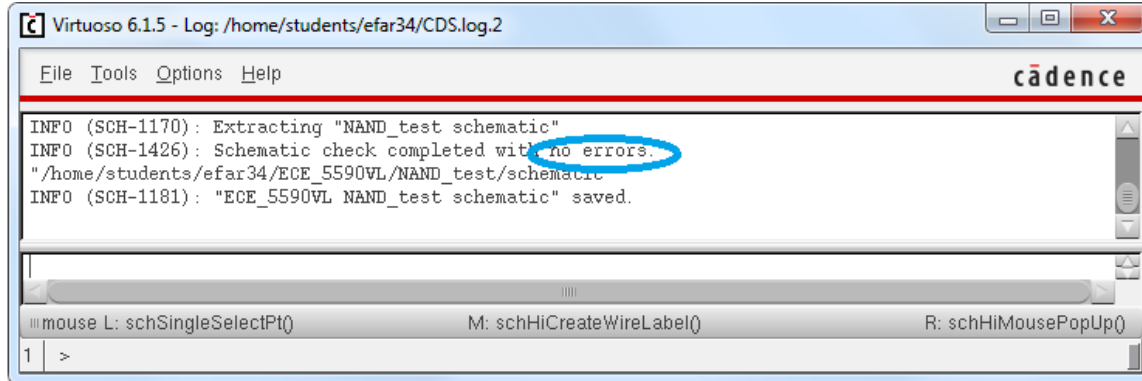 Virtuoso 6.1.5 - Log: /home/students/efar34/CDS.log.2
File Tools Options Help
cādence
INFO (SCH-1170): Extracting "NAND_test schematic"
INFO (SCH-1426): Schematic check completed with no errors.
"/home/students/efar34/ECE_5590VL/NAND_test/schematic"
INFO (SCH-1181): "ECE_5590VL NAND_test schematic" saved.
mouse L: schSingleSelectPt() M: schHiCreateWireLabel() R: schHiMousePopUp()
1 >